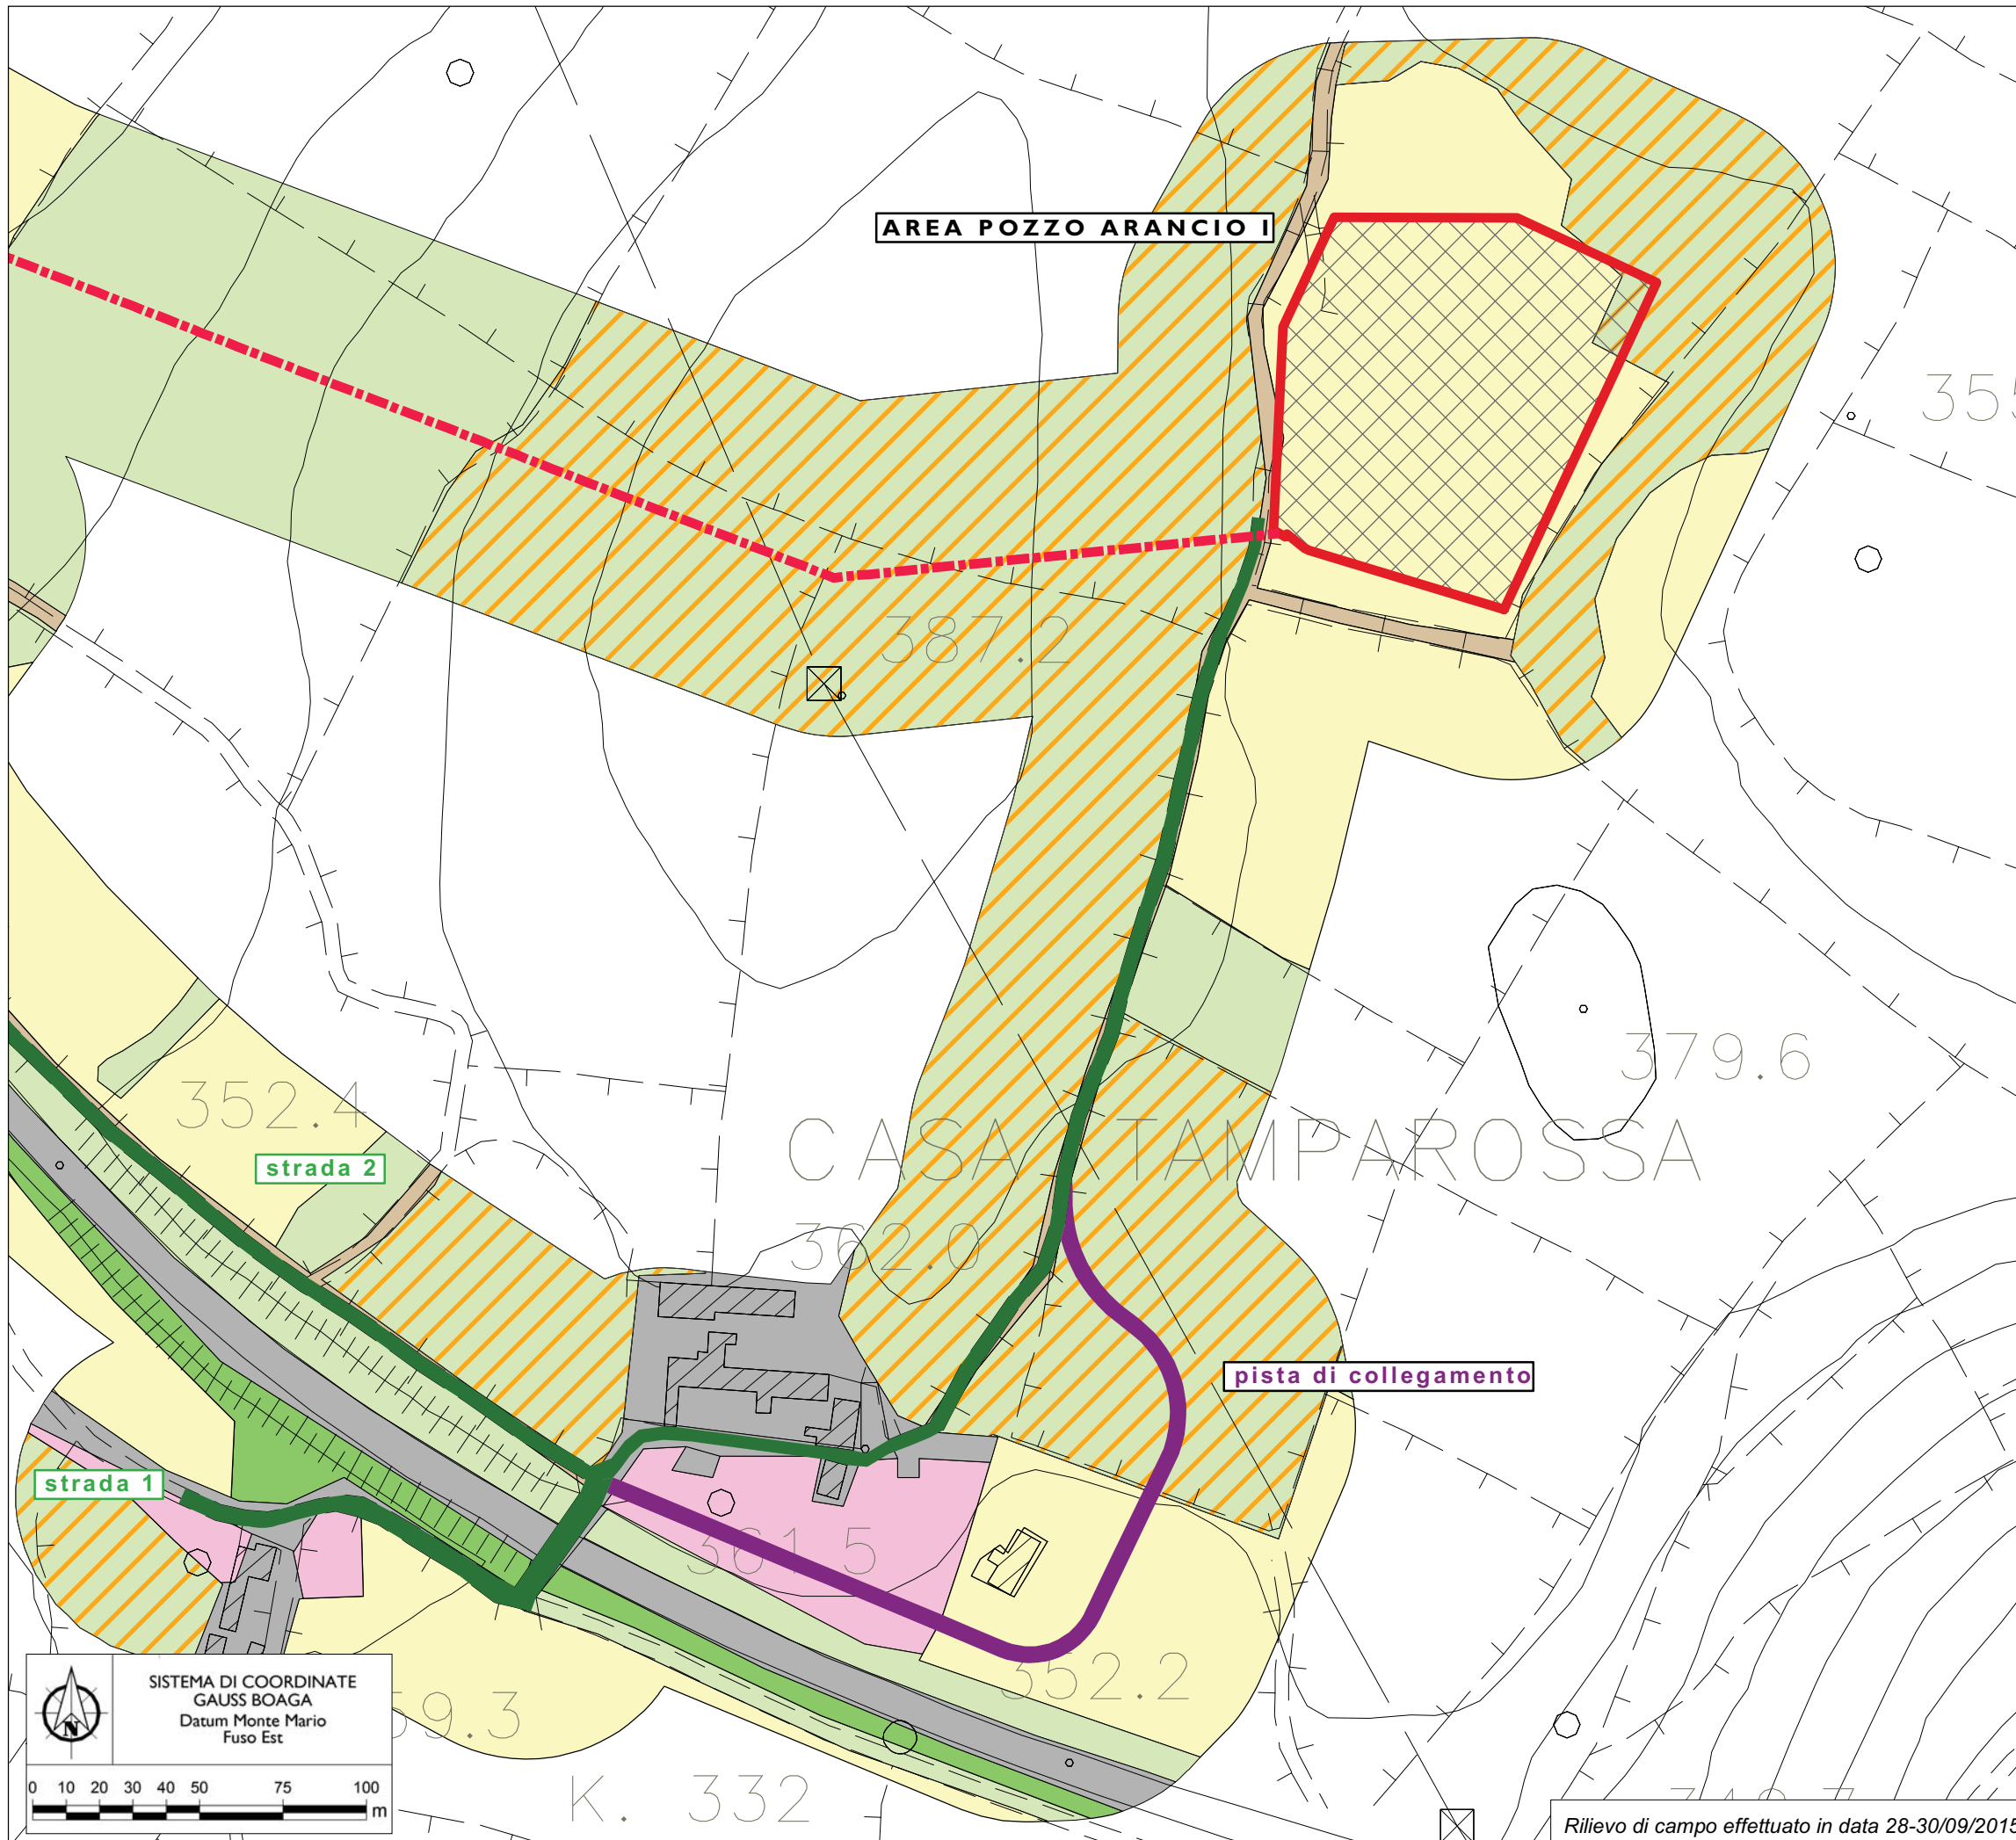 AREA POZZO ARANCIO I
387.2
379.6
352.4
CASA TAMPAROSSA
strada 2
362.0
pista di collegamento
strada 1
361.5
352.2
SISTEMA DI COORDINATE
GAUSS BOAGA
Datum Monte Mario
Fuso Est
N
0 10 20 30 40 50 75 100
m
59.3
K. 332
Rilievo di campo effettuato in data 28-30/09/2015